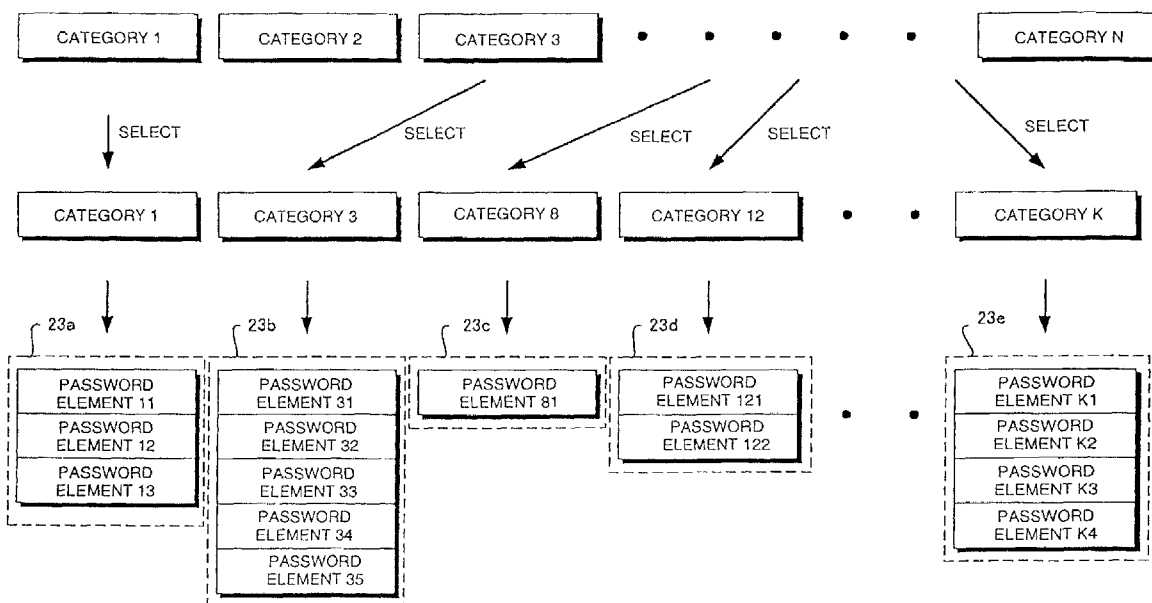 CATEGORY 1
CATEGORY 2
CATEGORY 3
CATEGORY N
SELECT
SELECT
SELECT
SELECT
SELECT
CATEGORY 1
CATEGORY 3
CATEGORY 8
CATEGORY 12
CATEGORY K
23a
23b
23c
23d
23e
PASSWORD
ELEMENT 11
PASSWORD
ELEMENT 12
PASSWORD
ELEMENT 13
PASSWORD
ELEMENT 31
PASSWORD
ELEMENT 32
PASSWORD
ELEMENT 33
PASSWORD
ELEMENT 34
PASSWORD
ELEMENT 35
PASSWORD
ELEMENT 81
PASSWORD
ELEMENT 121
PASSWORD
ELEMENT 122
PASSWORD
ELEMENT K1
PASSWORD
ELEMENT K2
PASSWORD
ELEMENT K3
PASSWORD
ELEMENT K4